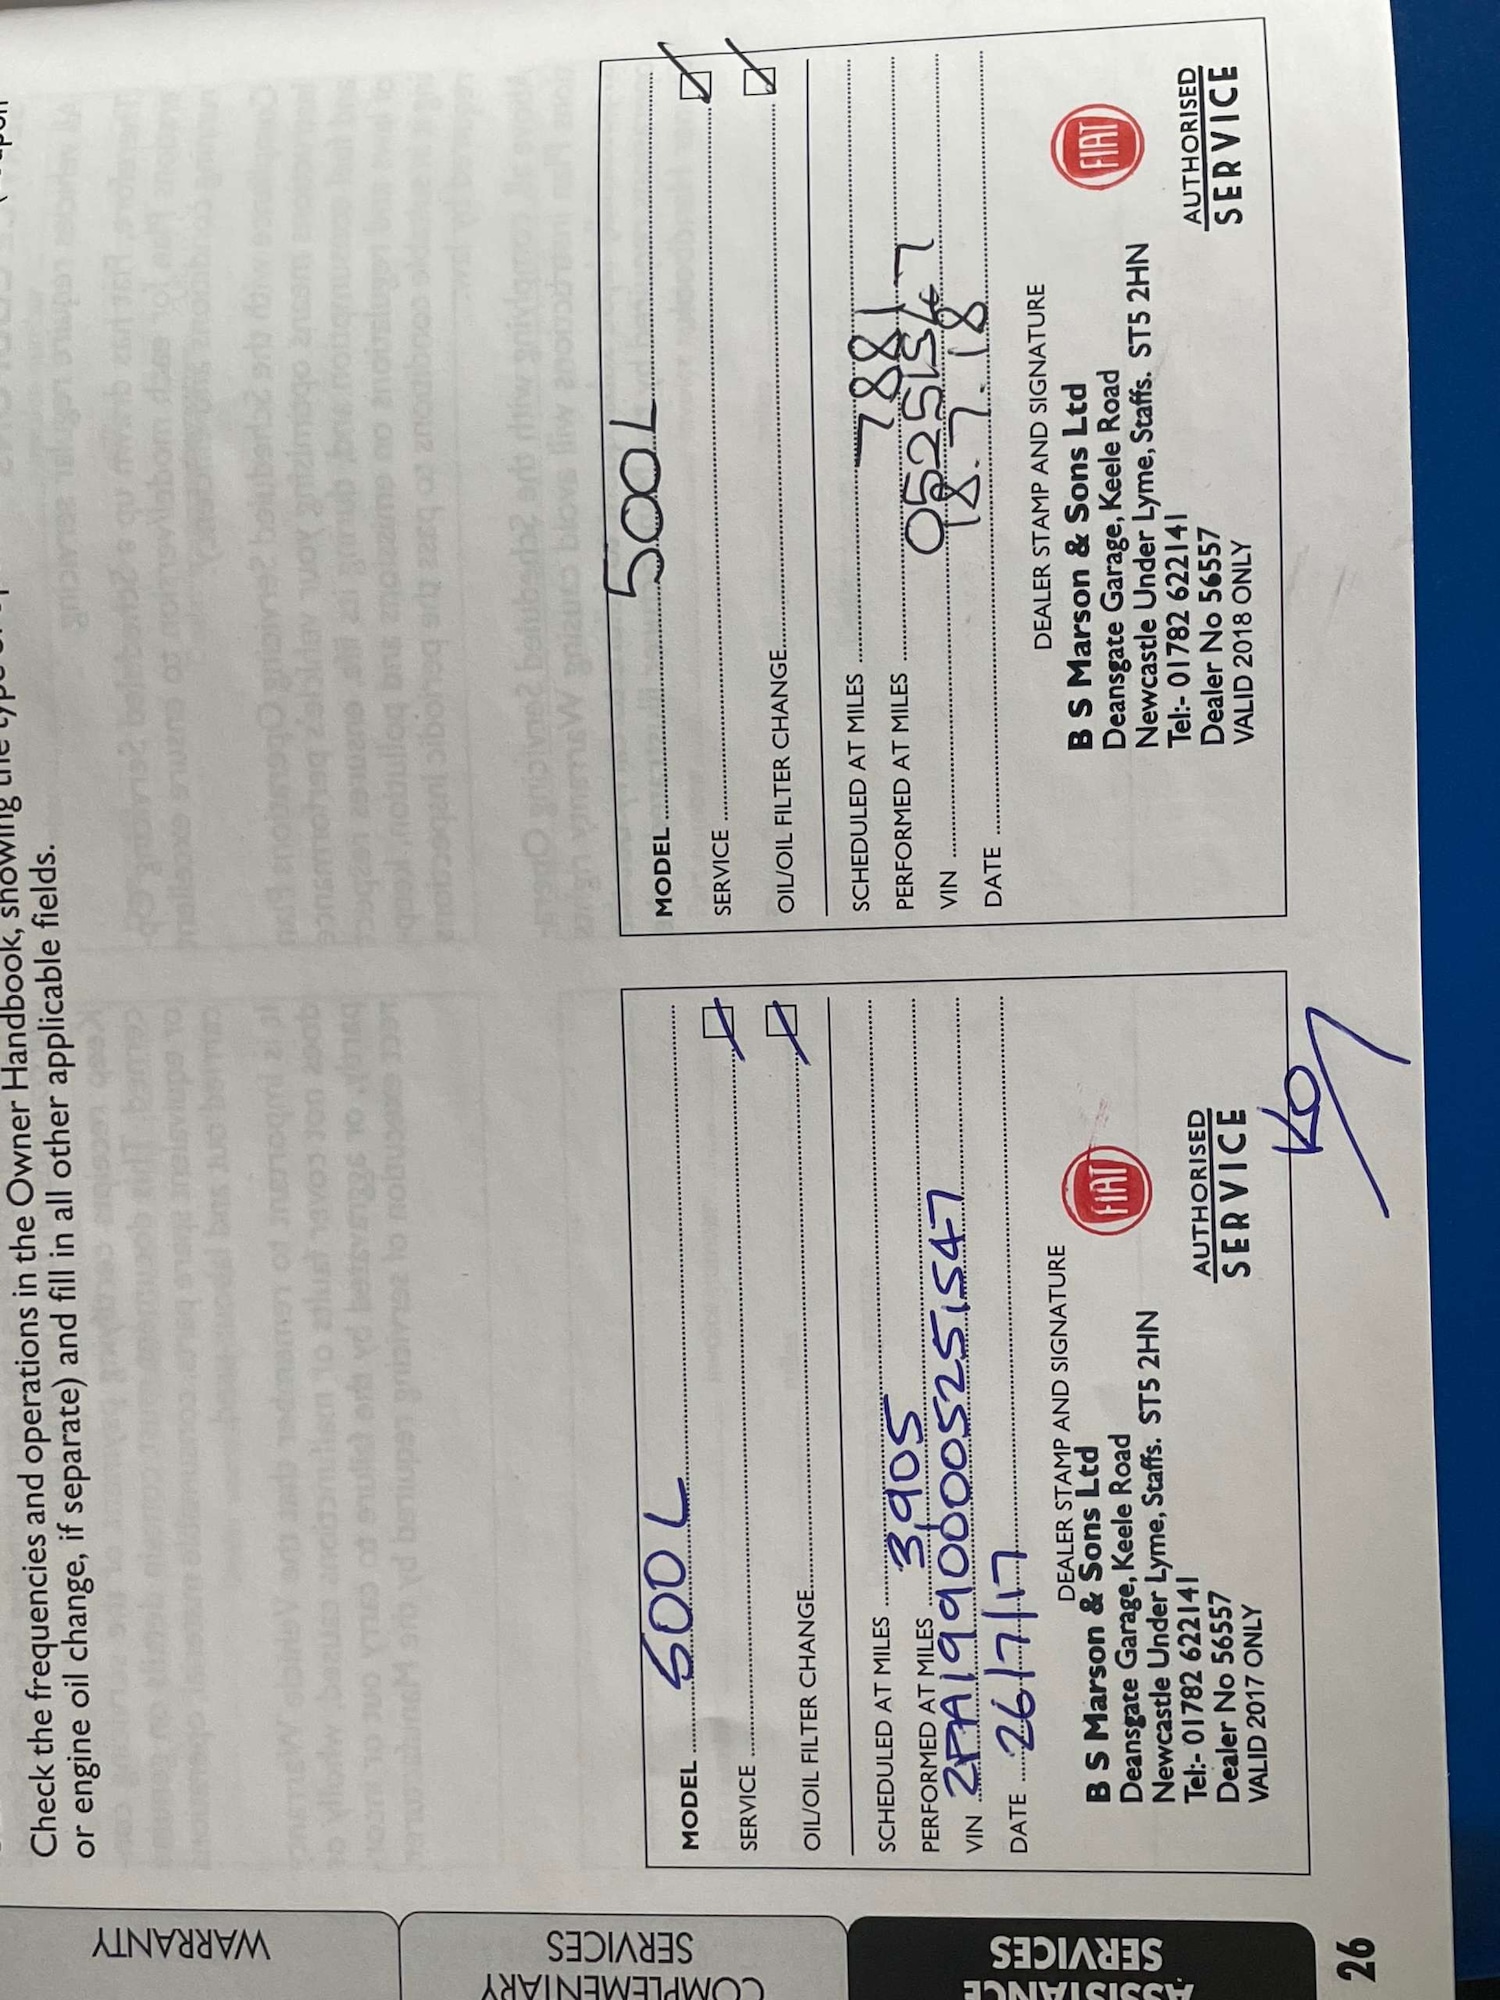 Check the frequencies and operations in the Owner Handbook, showing the type of
or engine oil change, if separate) and fill in all other applicable fields.
MODEL 500L
SERVICE
OIL/OIL FILTER CHANGE
SCHEDULED AT MILES
PERFORMED AT MILES 3,905
VIN ZFA19900005251547
DATE 26/7/17
DEALER STAMP AND SIGNATURE
B S Marson & Sons Ltd
Deansgate Garage, Keele Road
Newcastle Under Lyme, Staffs. ST5 2HN
Tel:- 01782 622141
Dealer No 56557
VALID 2017 ONLY
FIAT
AUTHORISED
SERVICE
MODEL 500L
SERVICE
OIL/OIL FILTER CHANGE
SCHEDULED AT MILES
PERFORMED AT MILES 7881
VIN
DATE 18.7.18
DEALER STAMP AND SIGNATURE
B S Marson & Sons Ltd
Deansgate Garage, Keele Road
Newcastle Under Lyme, Staffs. ST5 2HN
Tel:- 01782 622141
Dealer No 56557
VALID 2018 ONLY
FIAT
AUTHORISED
SERVICE
WARRANTY
COMPLEMENTARY
SERVICES
ASSISTANCE
SERVICES
26